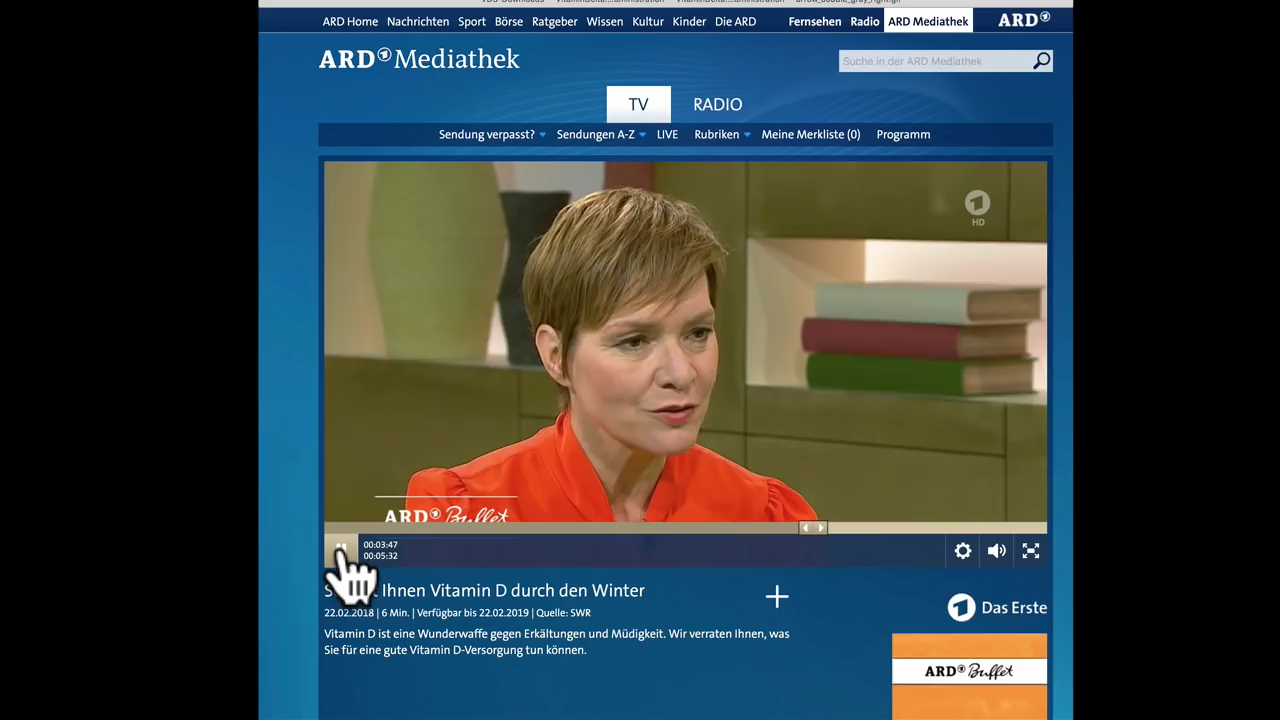 ARD Home Nachrichten Sport Börse Ratgeber Wissen Kultur Kinder Die ARD Fernsehen Radio ARD Mediathek ARD
ARD Mediathek
Suche in der ARD Mediathek
TV RADIO
Sendung verpasst? Sendungen A-Z LIVE Rubriken Meine Merkliste (0) Programm
HD
ARD Buffet
00:03:47
00:05:32
Ihnen Vitamin D durch den Winter
22.02.2018 | 6 Min. | Verfügbar bis 22.02.2019 | Quelle: SWR
Das Erste
Vitamin D ist eine Wunderwaffe gegen Erkältungen und Müdigkeit. Wir verraten Ihnen, was
Sie für eine gute Vitamin D-Versorgung tun können.
ARD Buffet